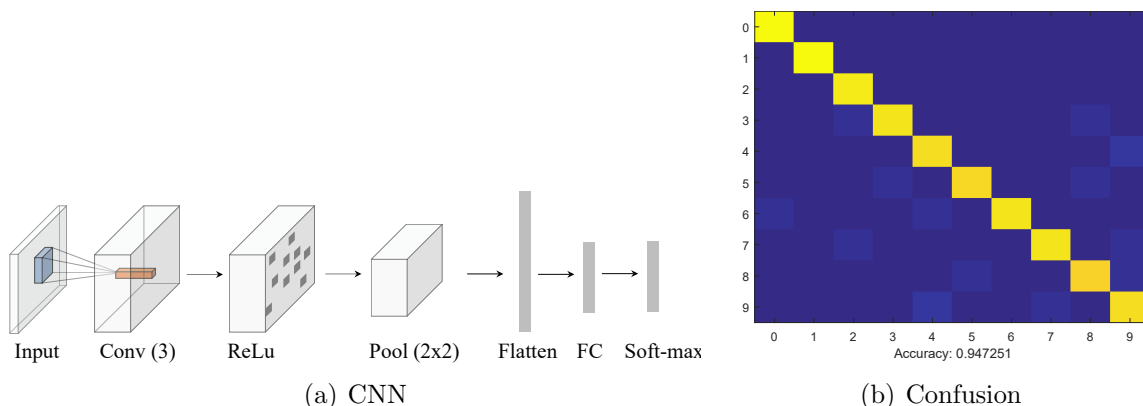 Input Conv (3) ReLu Pool (2x2) Flatten FC Soft-max
(a) CNN
0
1
2
3
4
5
6
7
8
9
0 1 2 3 4 5 6 7 8 9
Accuracy: 0.947251
(b) Confusion